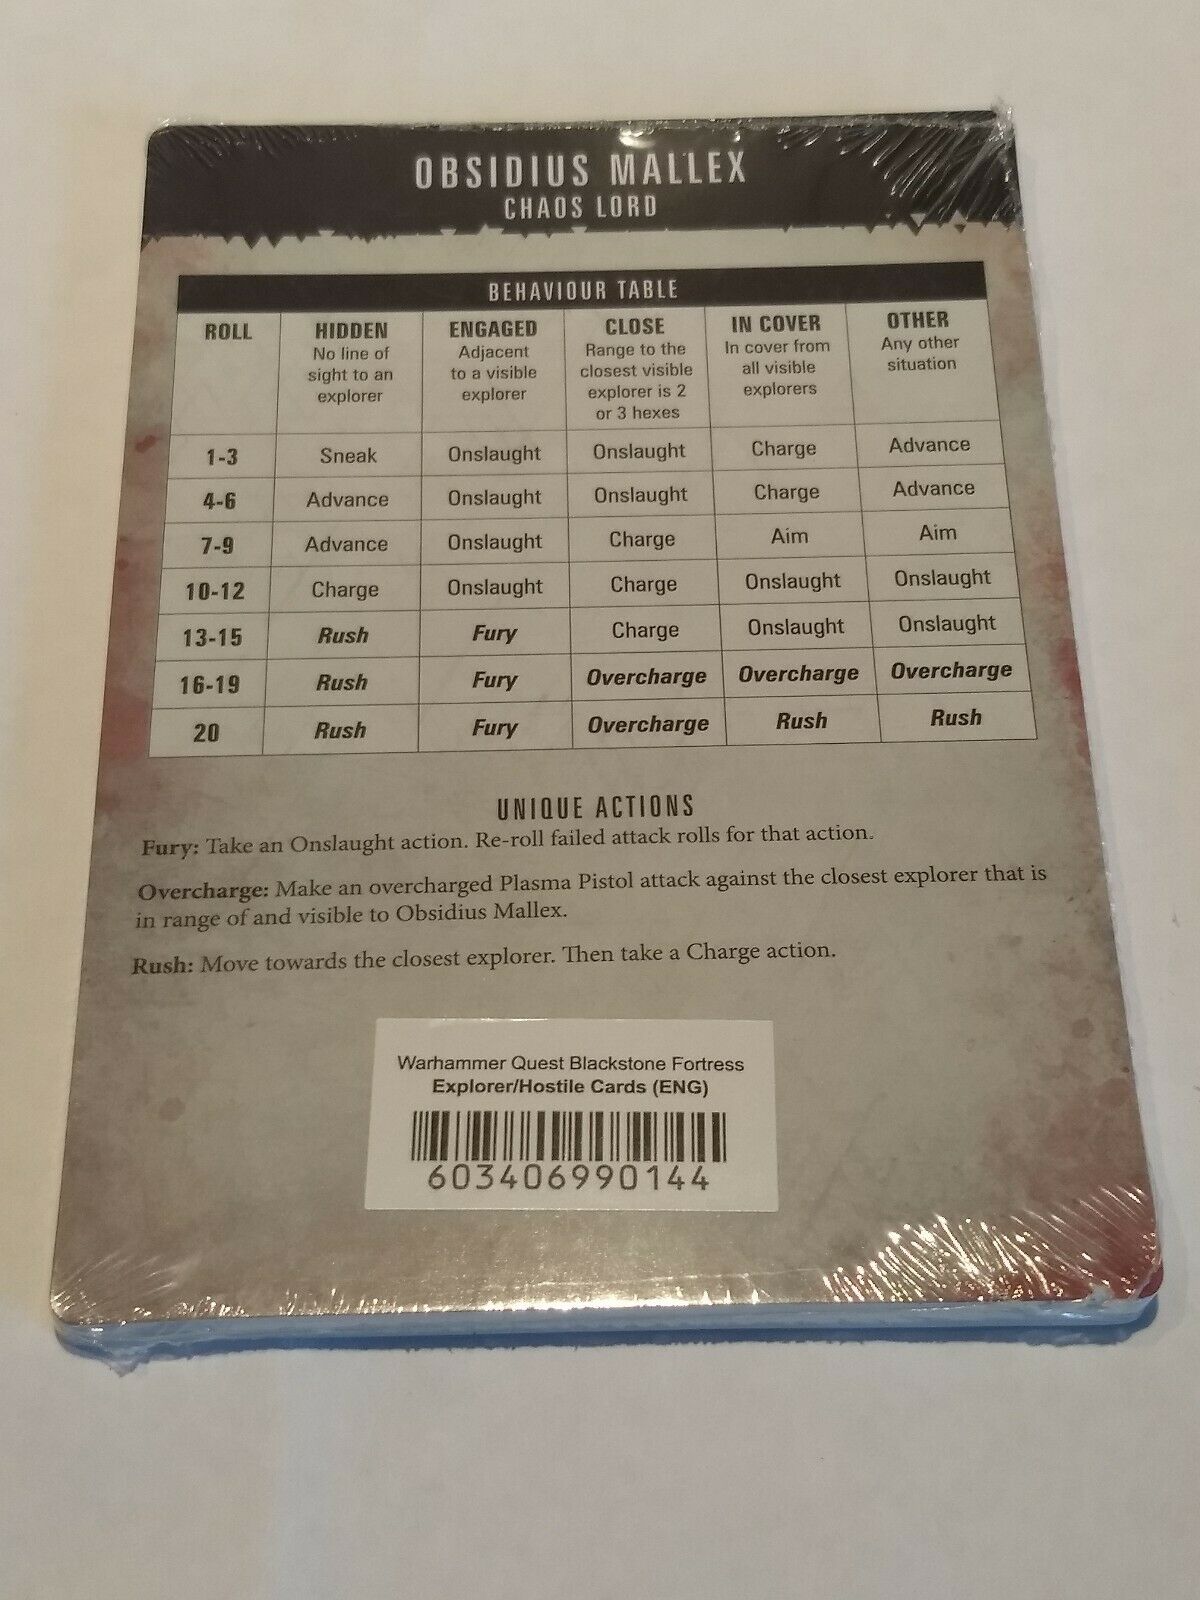 OBSIDIUS MALLEX
CHAOS LORD
BEHAVIOUR TABLE
ROLL HIDDEN ENGAGED CLOSE IN COVER OTHER
No line of Adjacent Range to the In cover from Any other
sight to an to a visible closest visible all visible situation
explorer explorer explorer is 2 explorers
or 3 hexes
1-3 Sneak Onslaught Onslaught Charge Advance
4-6 Advance Onslaught Onslaught Charge Advance
7-9 Advance Onslaught Charge Aim Aim
10-12 Charge Onslaught Charge Onslaught Onslaught
13-15 Rush Fury Charge Onslaught Onslaught
16-19 Rush Fury Overcharge Overcharge Overcharge
20 Rush Fury Overcharge Rush Rush
UNIQUE ACTIONS
Fury: Take an Onslaught action. Re-roll failed attack rolls for that action.
Overcharge: Make an overcharged Plasma Pistol attack against the closest explorer that is
in range of and visible to Obsidius Mallex.
Rush: Move towards the closest explorer. Then take a Charge action.
Warhammer Quest Blackstone Fortress
Explorer/Hostile Cards (ENG)
603406990144